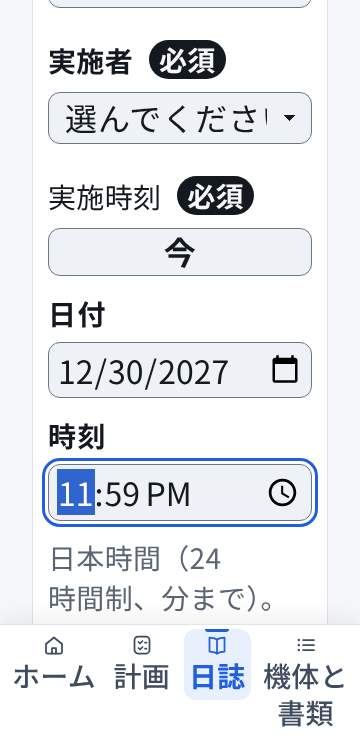 実施者 必須
選んでください
実施時刻 必須
今
日付
12/30/2027
時刻
11:59 PM
日本時間（24
時間制、分まで）。
ホーム 計画 日誌 機体と
書類